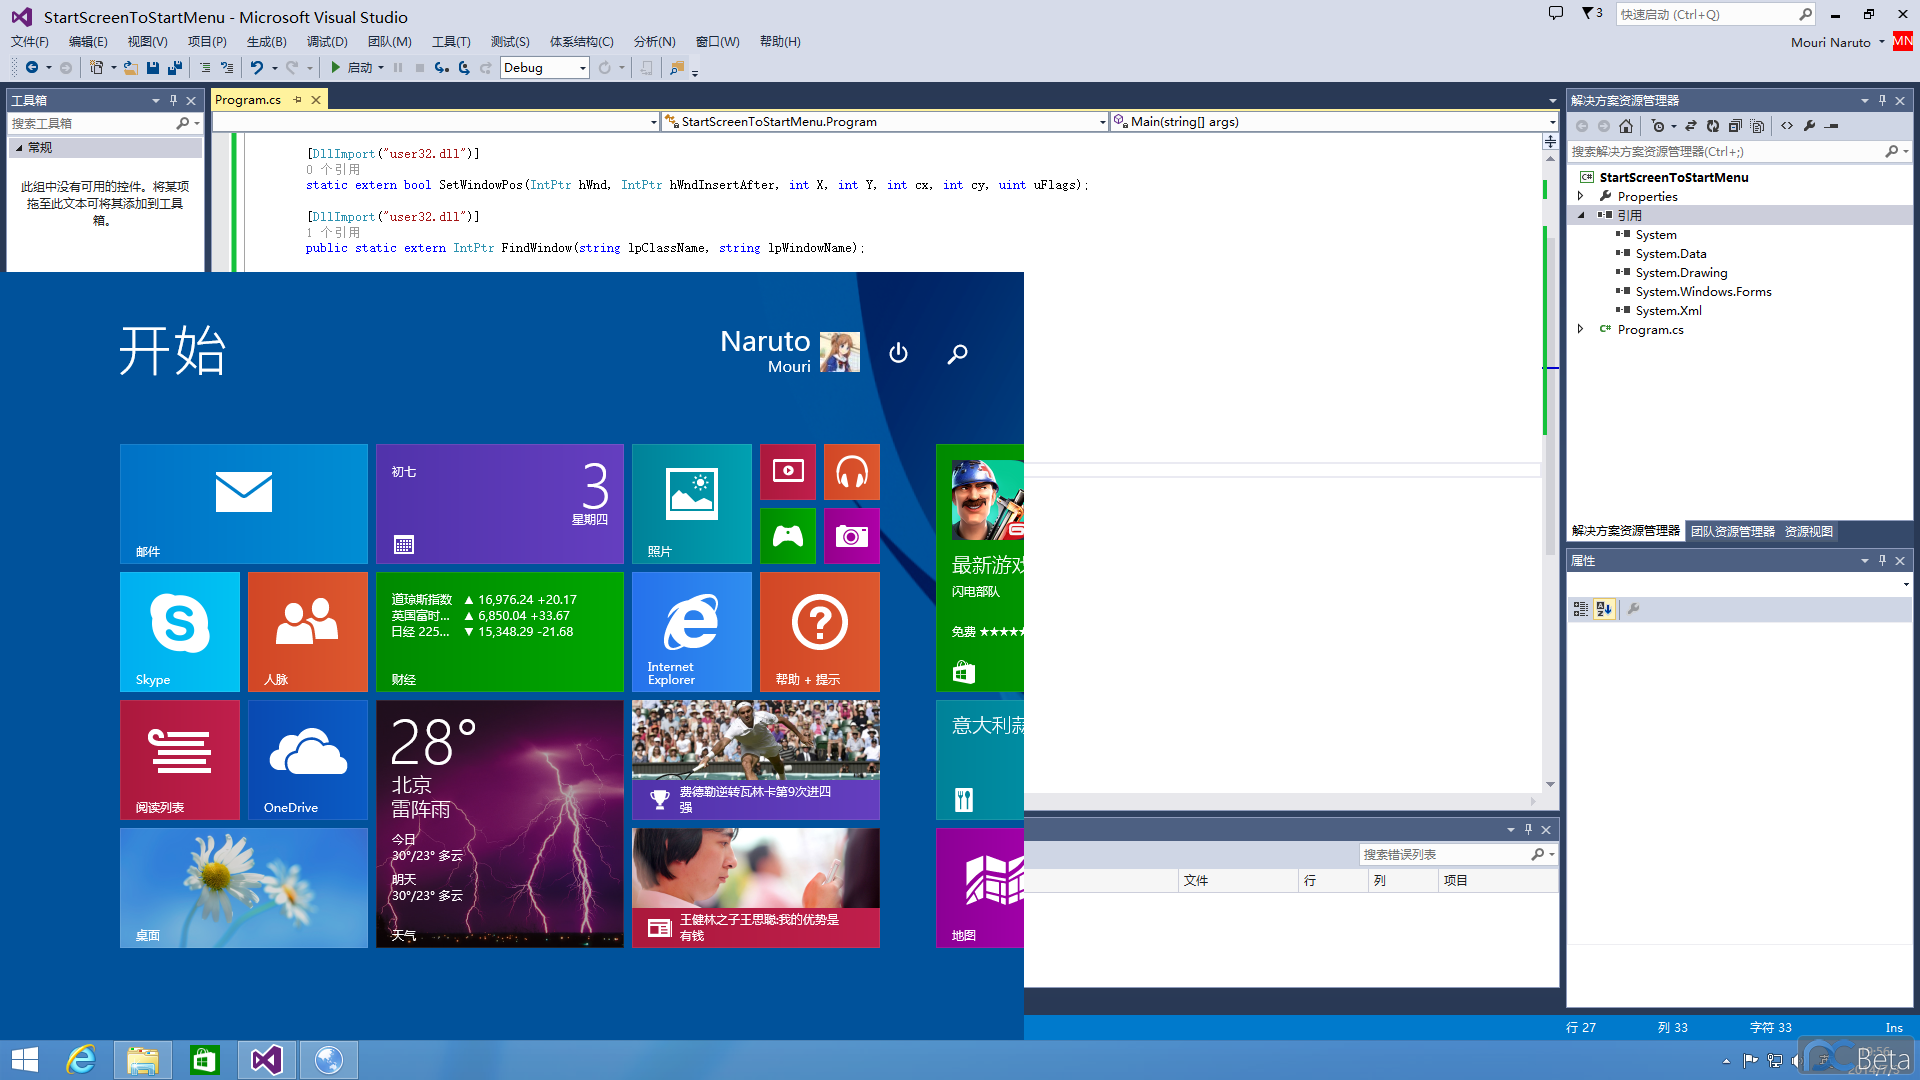 StartScreenToStartMenu - Microsoft Visual Studio
3
快速启动 (Ctrl+Q)
文件(F) 编辑(E) 视图(V) 项目(P) 生成(B) 调试(D) 团队(M) 工具(T) 测试(S) 体系结构(C) 分析(N) 窗口(W) 帮助(H)
Mouri Naruto MN
启动 Debug
工具箱
搜索工具箱
常规
此组中没有可用的控件。将某项
拖至此文本可将其添加到工具
箱。
Program.cs
StartScreenToStartMenu.Program
Main(string[] args)
[DllImport("user32.dll")]
0 个引用
static extern bool SetWindowPos(IntPtr hWnd, IntPtr hWndInsertAfter, int X, int Y, int cx, int cy, uint uFlags);
[DllImport("user32.dll")]
1 个引用
public static extern IntPtr FindWindow(string lpClassName, string lpWindowName);
解决方案资源管理器
搜索解决方案资源管理器(Ctrl+;)
StartScreenToStartMenu
Properties
引用
System
System.Data
System.Drawing
System.Windows.Forms
System.Xml
Program.cs
解决方案资源管理器 团队资源管理器 资源视图
属性
开始
Naruto
Mouri
邮件
初七
3
星期四
照片
最新游戏
闪电部队
免费 ★★★★★
Skype
人脉
道琼斯指数 ▲ 16,976.24 +20.17
英国富时... ▲ 6,850.04 +33.67
日经 225... ▼ 15,348.29 -21.68
财经
Internet
Explorer
帮助 + 提示
阅读列表
OneDrive
28°
北京
雷阵雨
今日
30°/23° 多云
明天
30°/23° 多云
天气
费德勒逆转瓦林卡第9次进四
强
意大利蒜
桌面
王健林之子王思聪:我的优势是
有钱
地图
搜索错误列表
文件 行 列 项目
行 27 列 33 字符 33 Ins
PCBeta